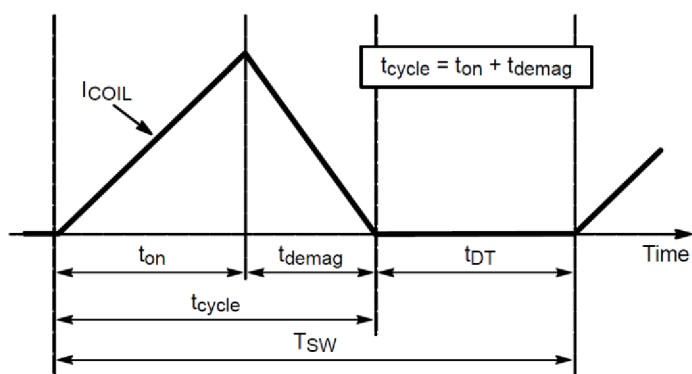 tcycle = ton + tdemag
ICOIL
ton
tdemag
tDT
Time
tcycle
TSW